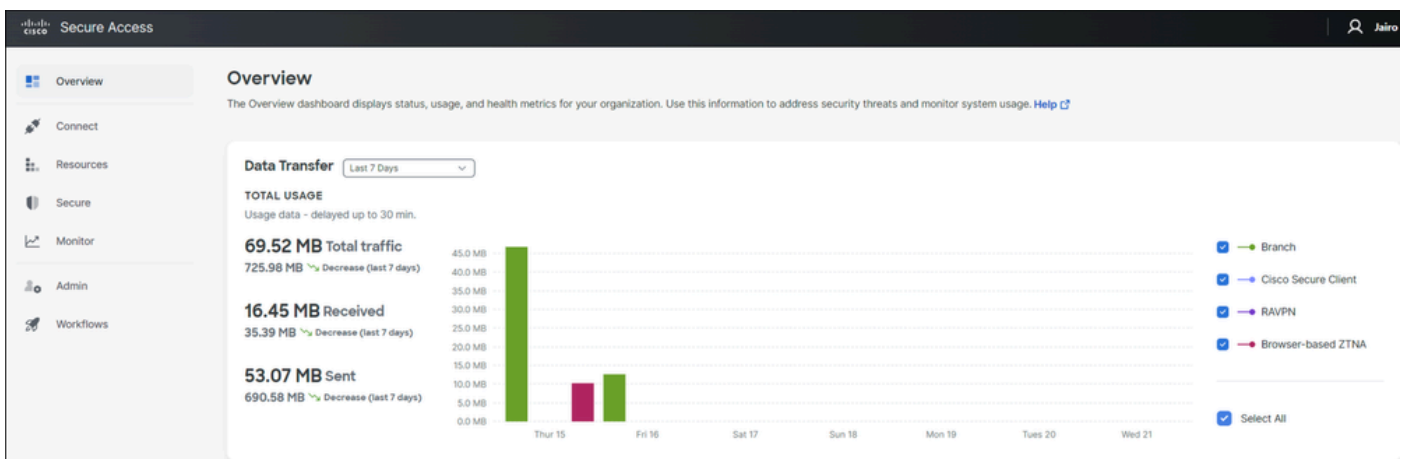 cisco Secure Access
Jairo
Overview
Connect
Resources
Secure
Monitor
Admin
Workflows
Overview
The Overview dashboard displays status, usage, and health metrics for your organization. Use this information to address security threats and monitor system usage. Help
Data Transfer Last 7 Days
TOTAL USAGE
Usage data - delayed up to 30 min.
69.52 MB Total traffic
725.98 MB Decrease (last 7 days)
16.45 MB Received
35.39 MB Decrease (last 7 days)
53.07 MB Sent
690.58 MB Decrease (last 7 days)
45.0 MB
40.0 MB
35.0 MB
30.0 MB
25.0 MB
20.0 MB
15.0 MB
10.0 MB
5.0 MB
0.0 MB
Thur 15 Fri 16 Sat 17 Sun 18 Mon 19 Tues 20 Wed 21
Branch
Cisco Secure Client
RAVPN
Browser-based ZTNA
Select All